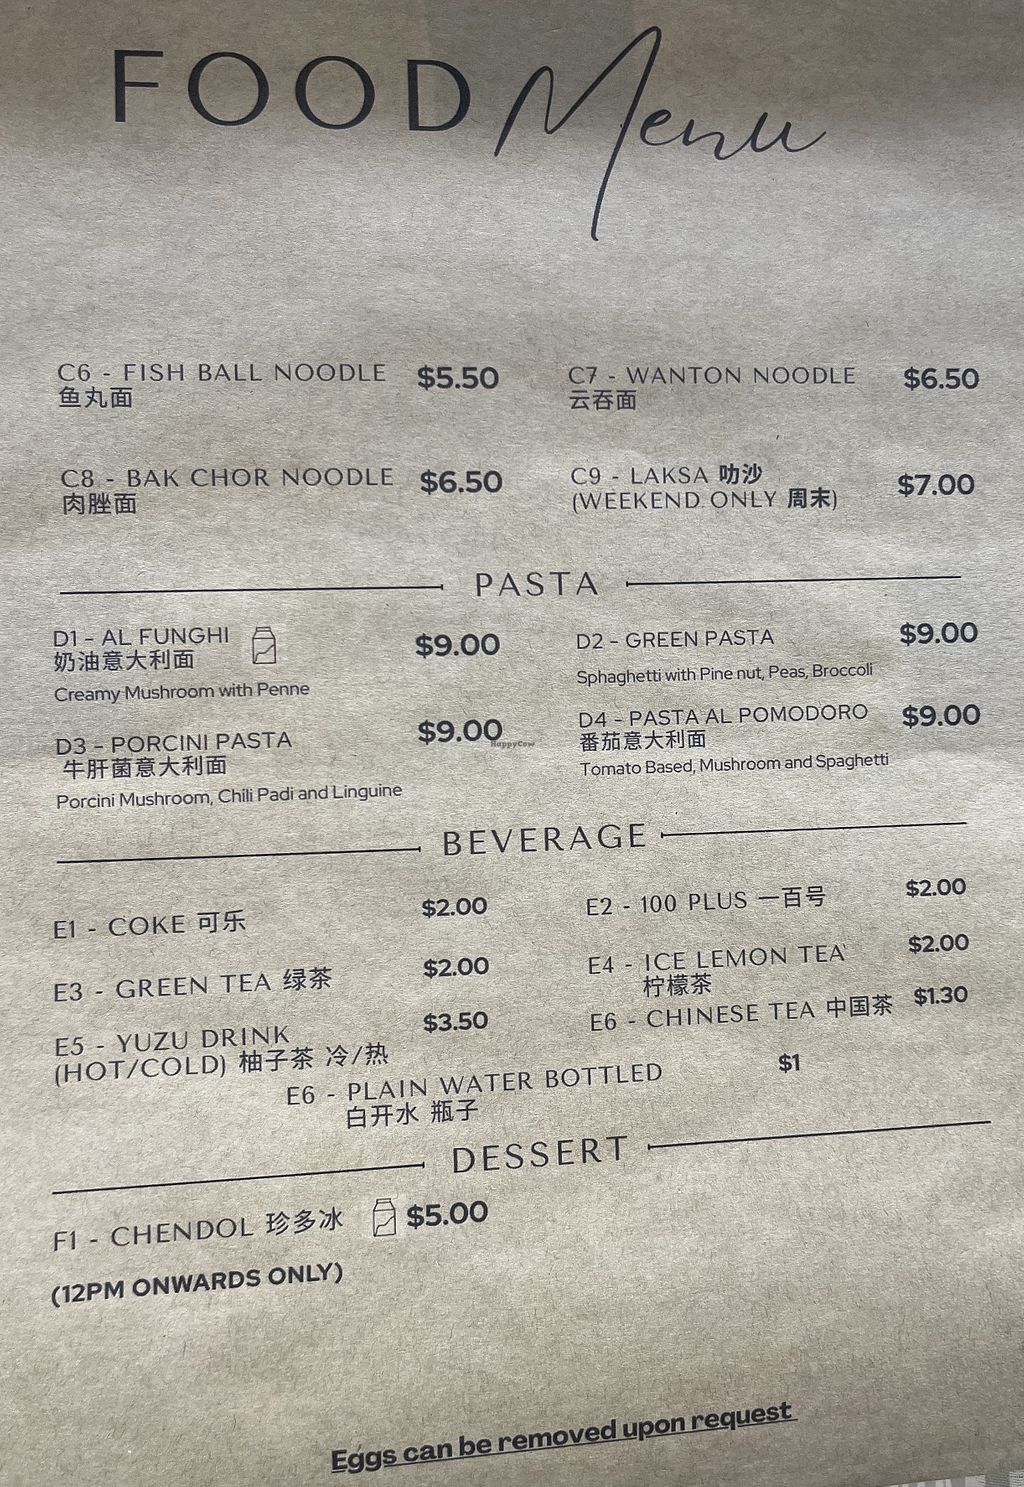 FOOD Menu
C6 - FISH BALL NOODLE $5.50
鱼丸面
C7 - WANTON NOODLE $6.50
云吞面
C8 - BAK CHOR NOODLE $6.50
肉脞面
C9 - LAKSA 叻沙 $7.00
(WEEKEND ONLY 周末)
PASTA
D1 - AL FUNGHI $9.00
奶油意大利面
Creamy Mushroom with Penne
D2 - GREEN PASTA $9.00
Sphaghetti with Pine nut, Peas, Broccoli
D3 - PORCINI PASTA $9.00
牛肝菌意大利面
Porcini Mushroom, Chili Padi and Linguine
D4 - PASTA AL POMODORO $9.00
番茄意大利面
Tomato Based, Mushroom and Spaghetti
HappyCow
BEVERAGE
E1 - COKE 可乐 $2.00
E2 - 100 PLUS 一百号 $2.00
E3 - GREEN TEA 绿茶 $2.00
E4 - ICE LEMON TEA $2.00
柠檬茶
E5 - YUZU DRINK $3.50
(HOT/COLD) 柚子茶 冷/热
E6 - CHINESE TEA 中国茶 $1.30
E6 - PLAIN WATER BOTTLED $1
白开水 瓶子
DESSERT
F1 - CHENDOL 珍多冰 $5.00
(12PM ONWARDS ONLY)
Eggs can be removed upon request